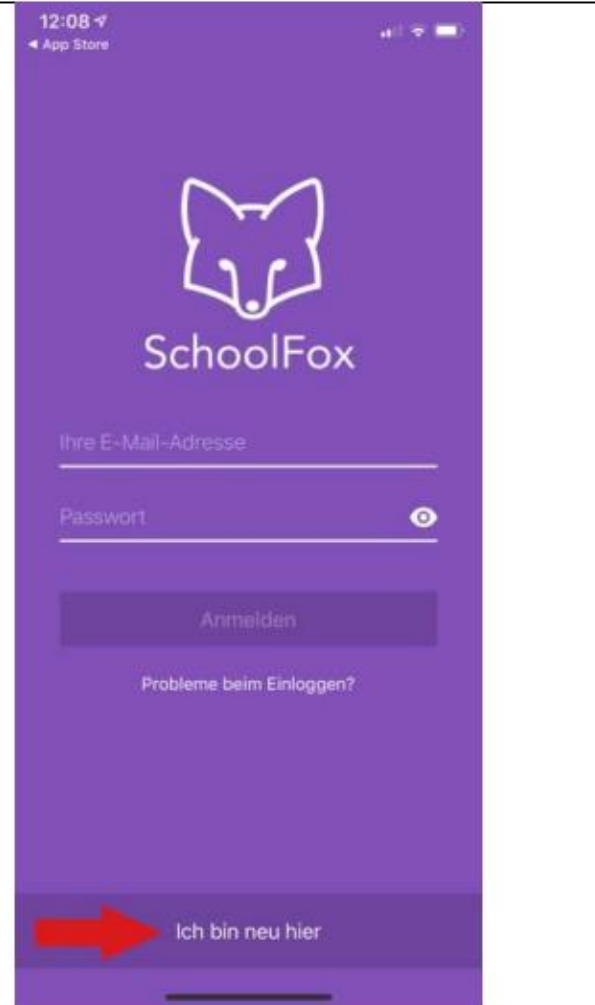 12:08
App Store
SchoolFox
Ihre E-Mail-Adresse
Passwort
Anmelden
Probleme beim Einloggen?
Ich bin neu hier